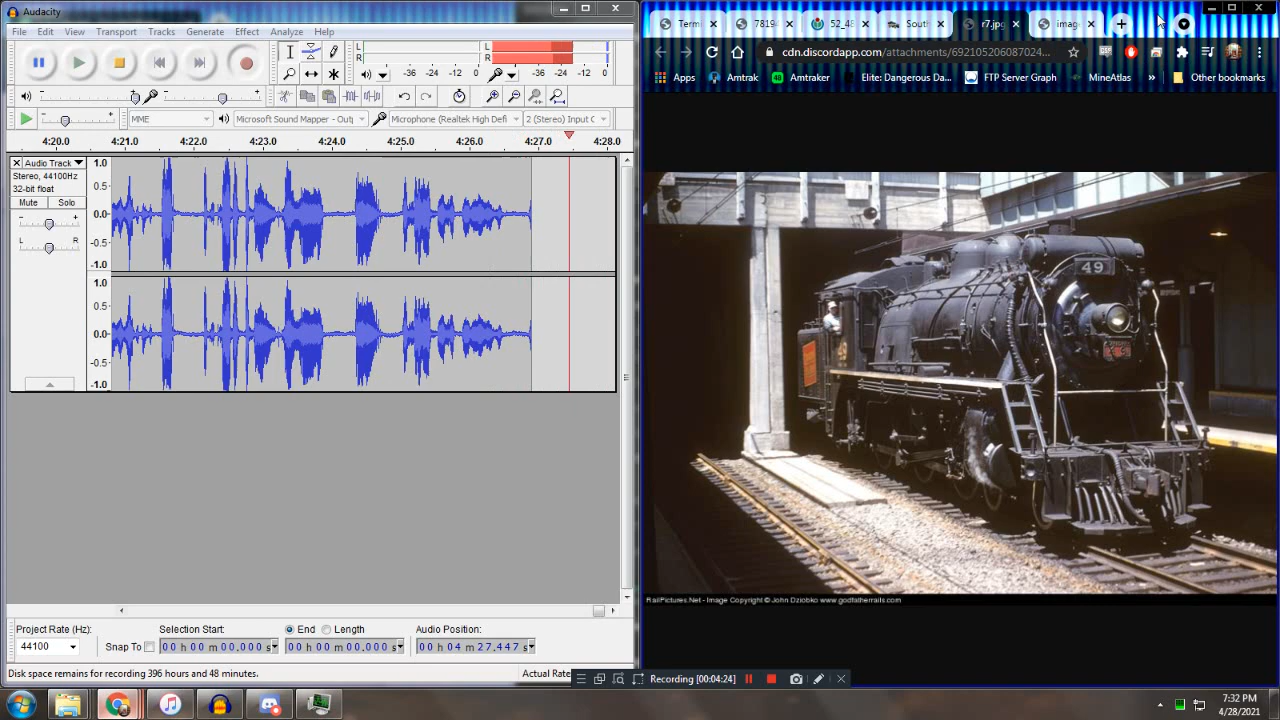 Audacity
File Edit View Transport Tracks Generate Effect Analyze Help
L
R
-36 -24 -12 0
L
R
-36 -24 -12 0
MME
Microsoft Sound Mapper - Outp
Microphone (Realtek High Defi
2 (Stereo) Input C
4:20.0 4:21.0 4:22.0 4:23.0 4:24.0 4:25.0 4:26.0 4:27.0 4:28.0
Audio Track
Stereo, 44100Hz
32-bit float
Mute Solo
- +
L R
1.0
0.5
0.0
-0.5
-1.0
1.0
0.5
0.0
-0.5
-1.0
Project Rate (Hz):
44100
Snap To
Selection Start:
00 h 00 m 00.000 s
End Length
00 h 00 m 00.000 s
Audio Position:
00 h 04 m 27.447 s
Disk space remains for recording 396 hours and 48 minutes.
Actual Rate
Termi
78194
52_48
South
r7.jpg
image
cdn.discordapp.com/attachments/692105206087024...
Apps
Amtrak
Amtraker
Elite: Dangerous Da...
FTP Server Graph
MineAtlas
»
Other bookmarks
49
RailPictures.Net - Image Copyright © John Dziobko www.godfatherrails.com
Recording [00:04:24]
7:32 PM
4/28/2021